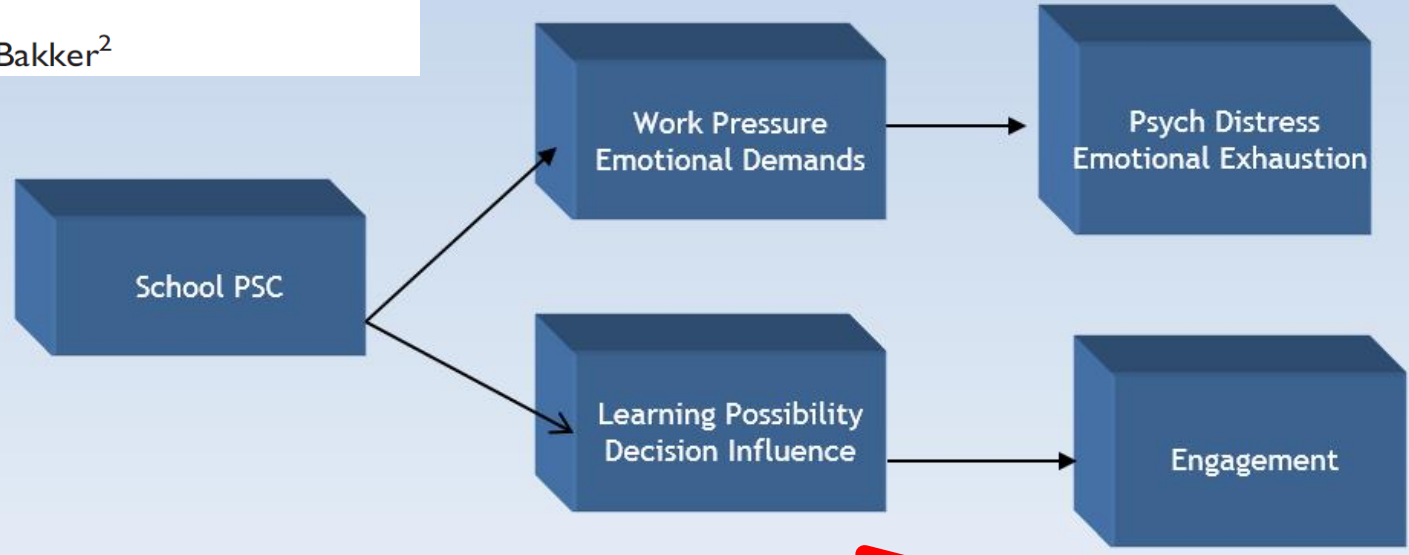 Bakker2
Work Pressure
Emotional Demands
Psych Distress
Emotional Exhaustion
School PSC
Learning Possibility
Decision Influence
Engagement